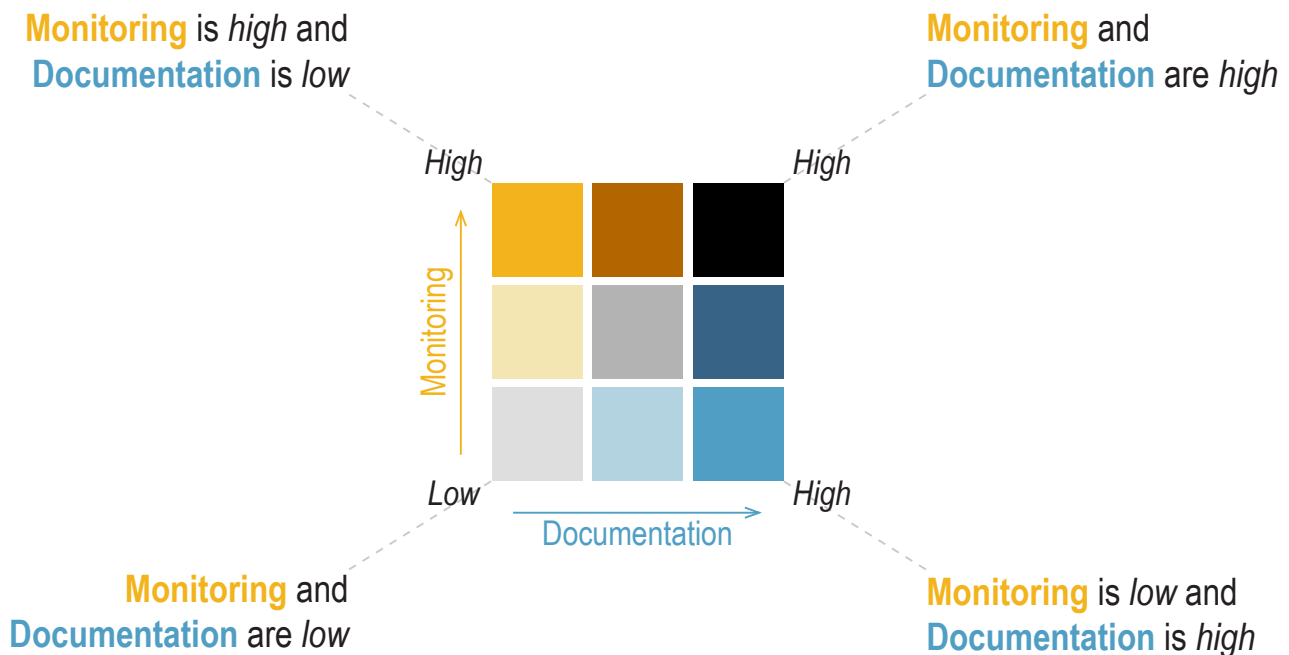 Monitoring is high and
Documentation is low
Monitoring and
Documentation are high
High
High
Monitoring
Low
High
Documentation
Monitoring and
Documentation are low
Monitoring is low and
Documentation is high